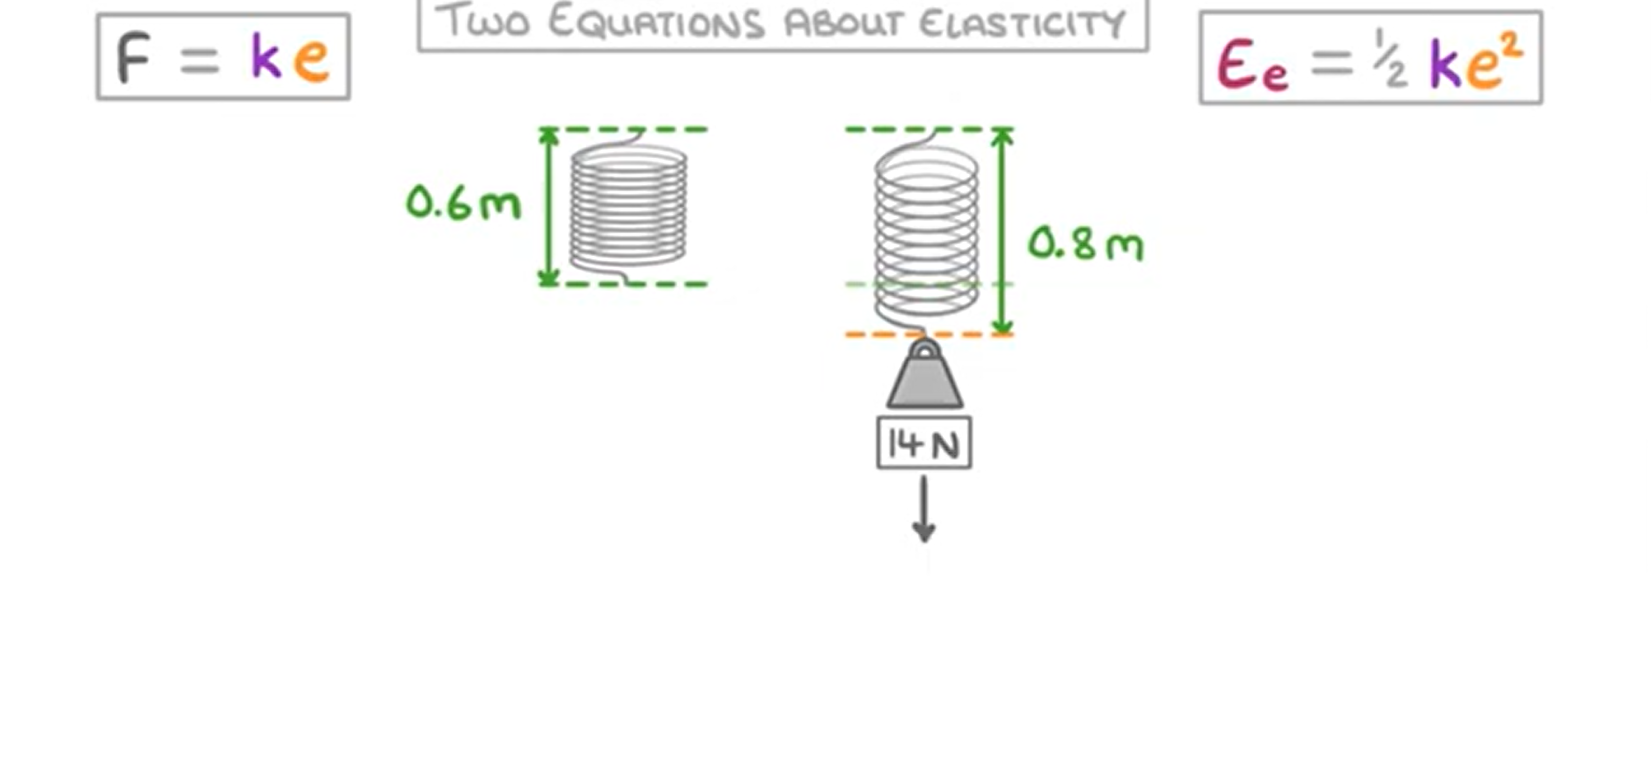 TWO EQUATIONS ABOUT ELASTICITY
F = ke
Ee = ½ ke²
0.6m
0.8m
14N